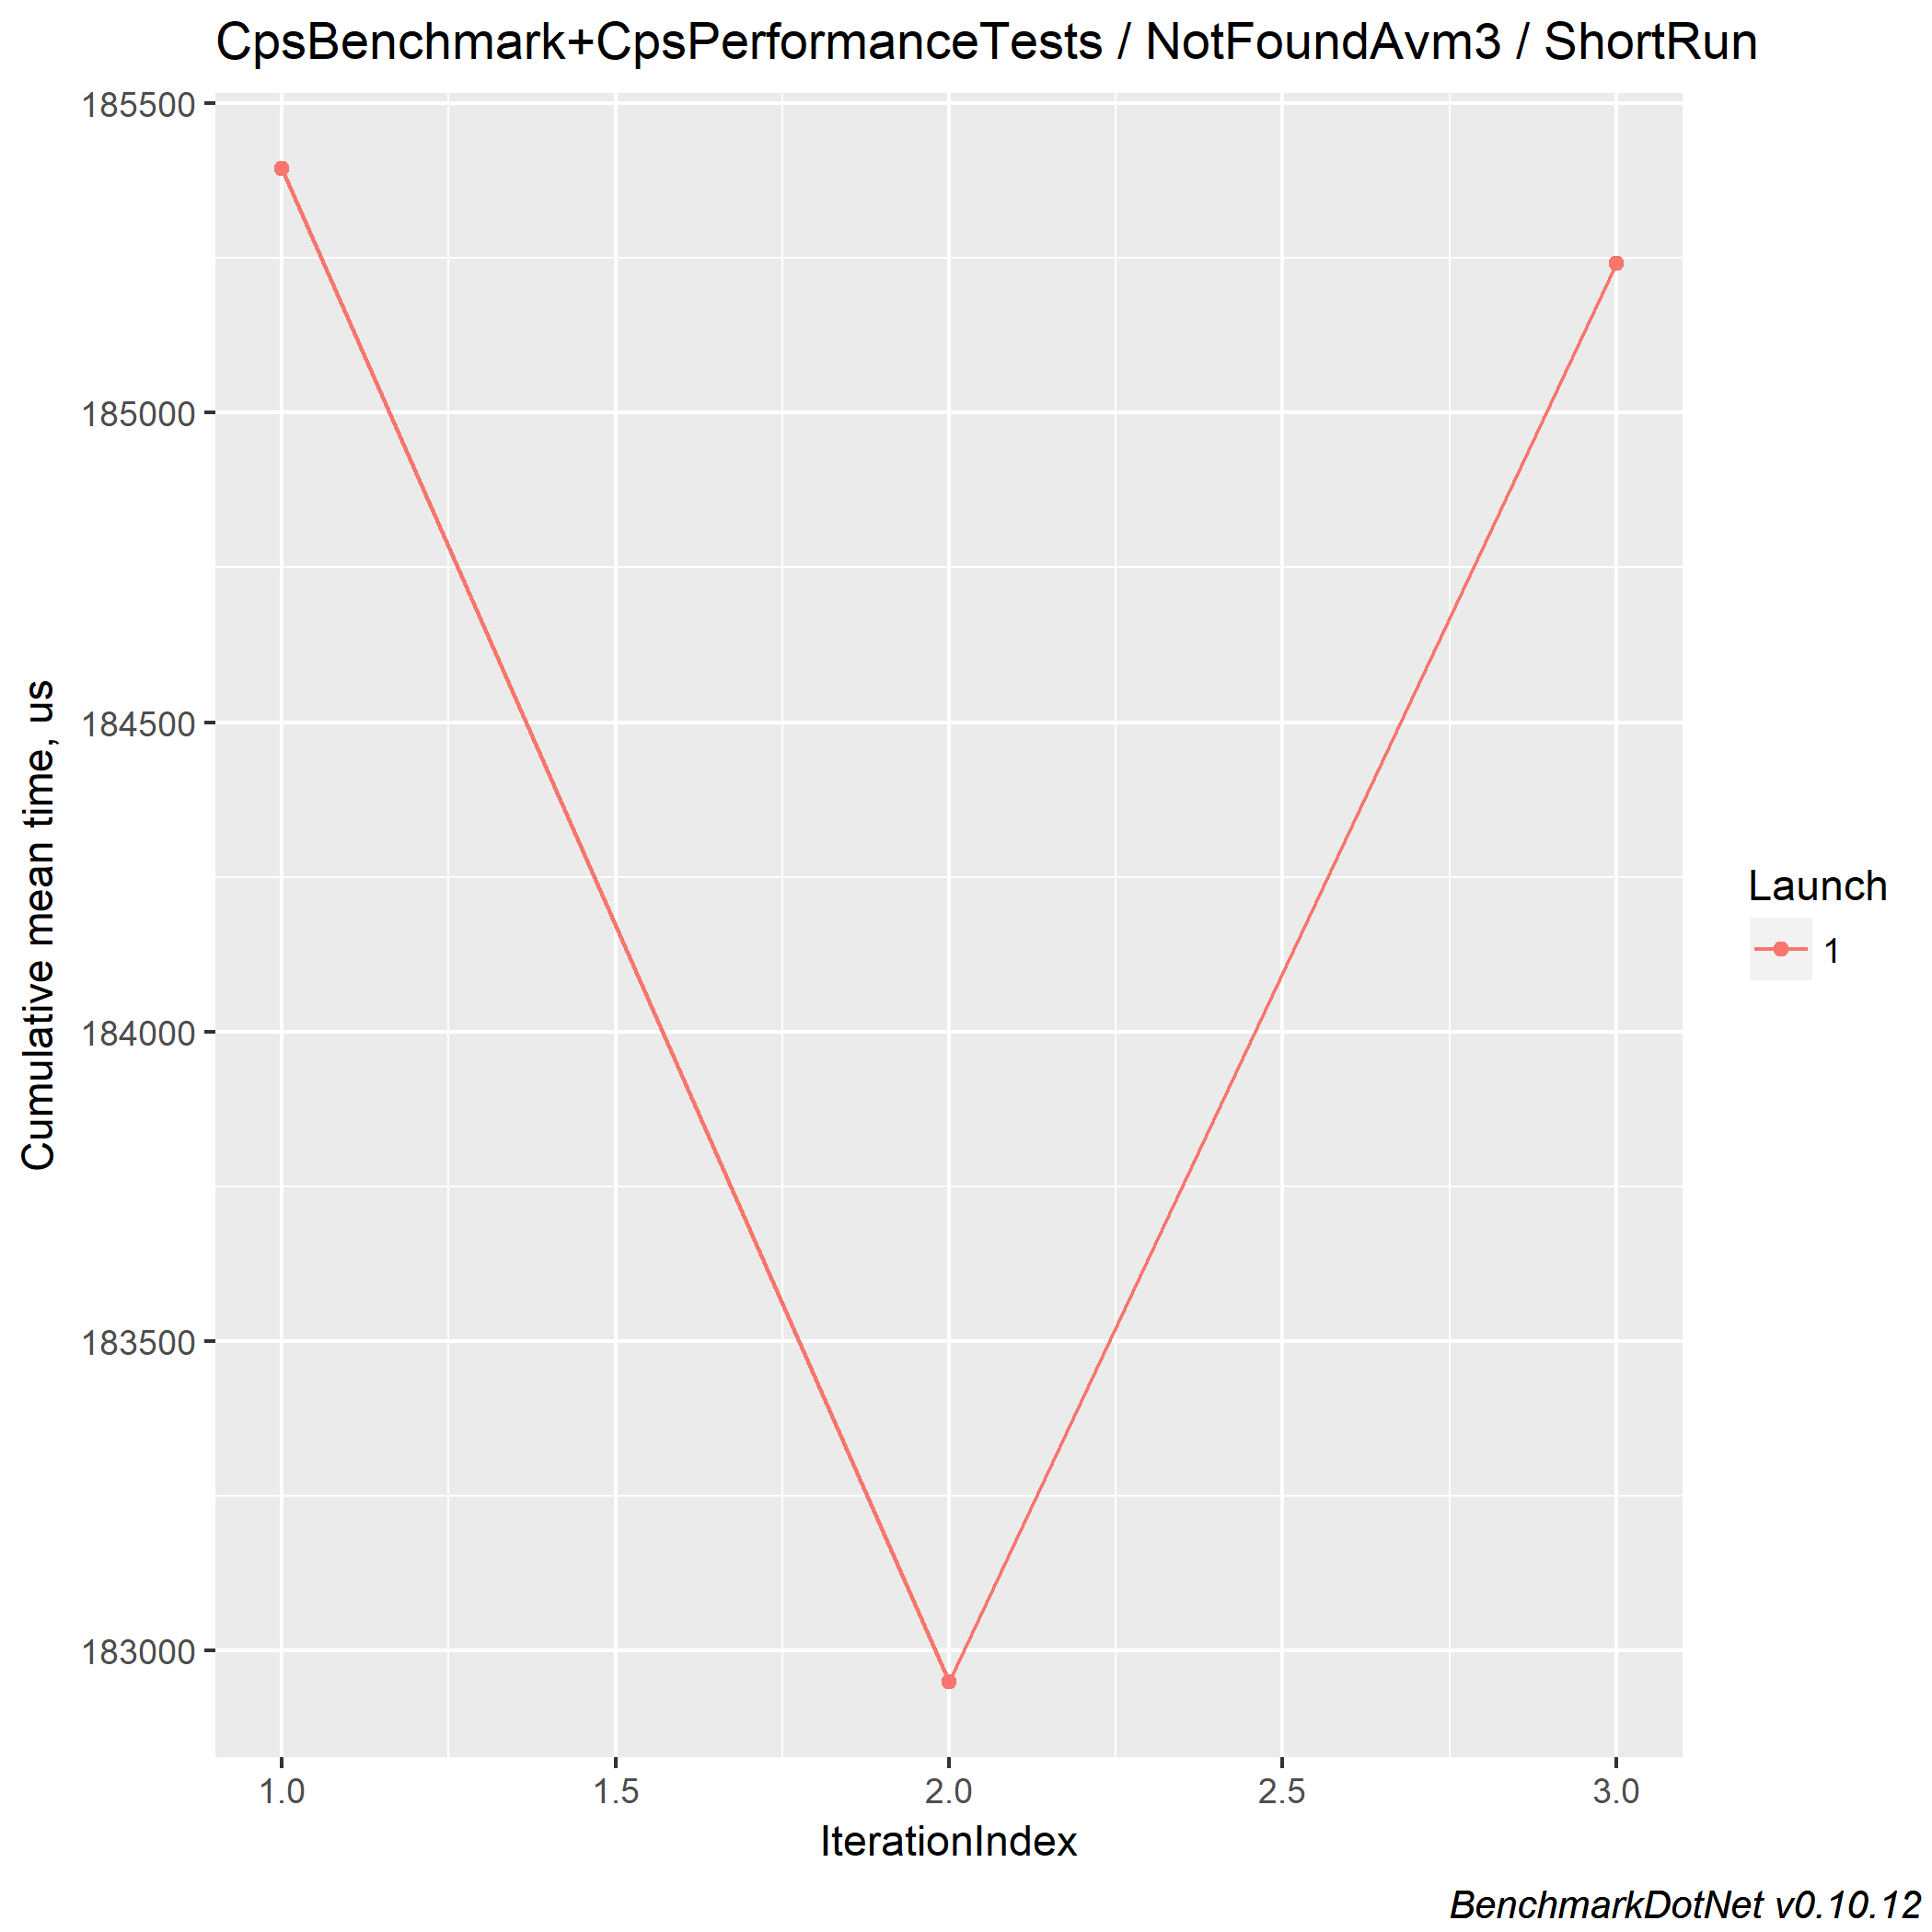 CpsBenchmark+CpsPerformanceTests / NotFoundAvm3 / ShortRun
185500
185000
184500
184000
183500
183000
Cumulative mean time, us
1.0 1.5 2.0 2.5 3.0
IterationIndex
Launch
1
BenchmarkDotNet v0.10.12